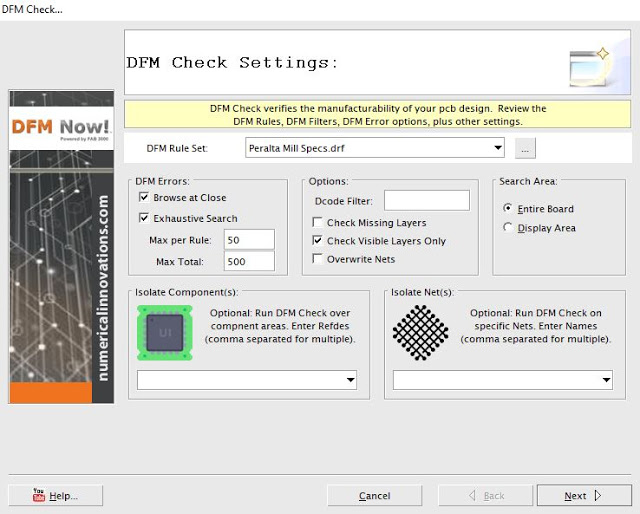 DFM Check...
DFM Check Settings:
DFM Now!
Powered by FAB 3000
numericalinnovations.com
DFM Check verifies the manufacturability of your pcb design. Review the
DFM Rules, DFM Filters, DFM Error options, plus other settings.
DFM Rule Set:
Peralta Mill Specs.drf
...
DFM Errors:
Browse at Close
Exhaustive Search
Max per Rule:
50
Max Total:
500
Options:
Dcode Filter:
Check Missing Layers
Check Visible Layers Only
Overwrite Nets
Search Area:
Entire Board
Display Area
Isolate Component(s):
U1
Optional: Run DFM Check over
compnent areas. Enter Refdes
(comma separated for multiple).
Isolate Net(s):
Optional: Run DFM Check on
specific Nets. Enter Names
(comma separated for multiple).
You
Tube
Help...
Cancel
Back
Next